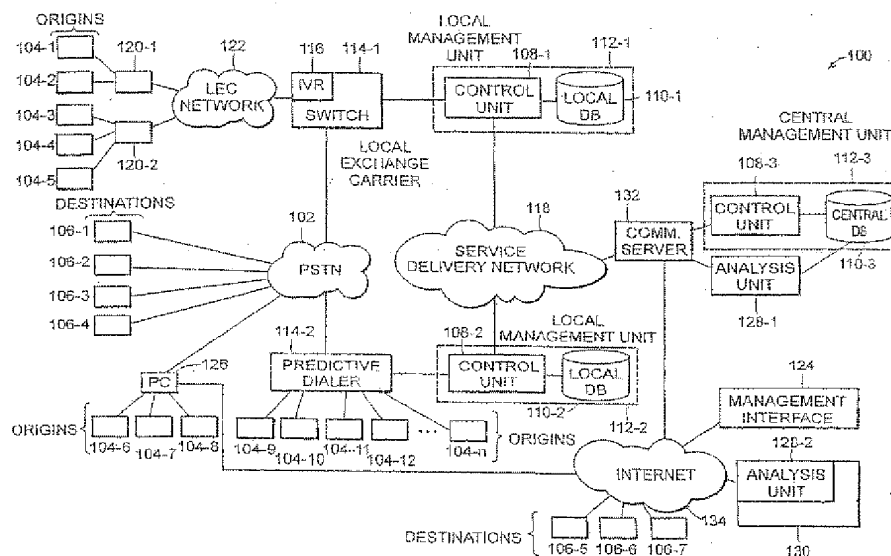 ORIGINS
104-1
104-2
104-3
104-4
104-5
120-1
120-2
122
LEC
NETWORK
116
114-1
IVR
SWITCH
LOCAL
EXCHANGE
CARRIER
LOCAL
MANAGEMENT
UNIT
108-1
112-1
CONTROL
UNIT
LOCAL
DB
110-1
100
CENTRAL
MANAGEMENT UNIT
108-3
112-3
CONTROL
UNIT
CENTRAL
DB
110-3
132
COMM.
SERVER
ANALYSIS
UNIT
128-1
118
SERVICE
DELIVERY NETWORK
DESTINATIONS
106-1
106-2
106-3
106-4
102
PSTN
126
PC
114-2
PREDICTIVE
DIALER
108-2
LOCAL
MANAGEMENT UNIT
CONTROL
UNIT
LOCAL
DB
110-2
112-2
124
MANAGEMENT
INTERFACE
128-2
ANALYSIS
UNIT
130
ORIGINS
104-6
104-7
104-8
104-9
104-10
104-11
104-12
...
104-n
ORIGINS
INTERNET
134
DESTINATIONS
106-5
106-6
106-7